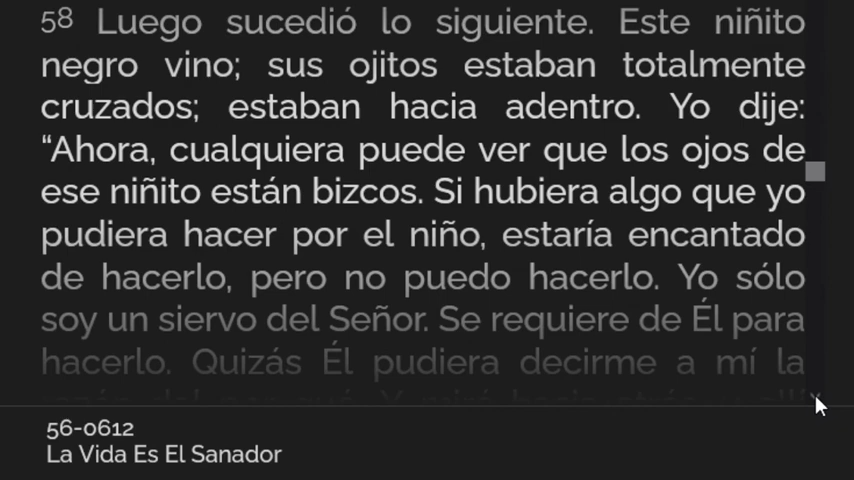 58 Luego sucedió lo siguiente. Este niñito
negro vino; sus ojitos estaban totalmente
cruzados; estaban hacia adentro. Yo dije:
“Ahora, cualquiera puede ver que los ojos de
ese niñito están bizcos. Si hubiera algo que yo
pudiera hacer por el niño, estaría encantado
de hacerlo, pero no puedo hacerlo. Yo sólo
soy un siervo del Señor. Se requiere de Él para
hacerlo. Quizás Él pudiera decirme a mí la
56-0612
La Vida Es El Sanador